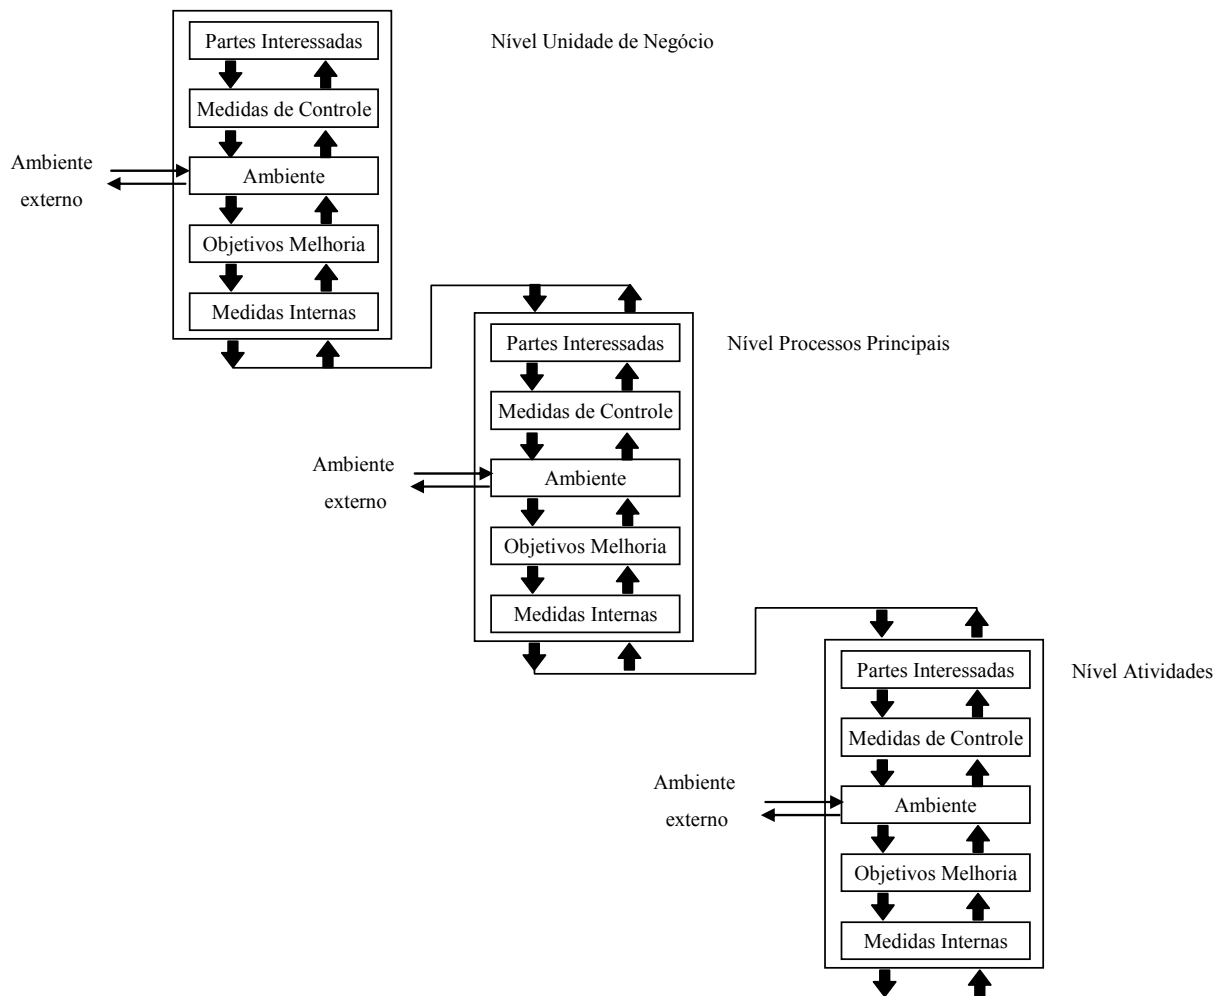 Partes Interessadas
Nível Unidade de Negócio
Medidas de Controle
Ambiente
externo
Ambiente
Objetivos Melhoria
Medidas Internas
Partes Interessadas
Nível Processos Principais
Medidas de Controle
Ambiente
externo
Ambiente
Objetivos Melhoria
Medidas Internas
Partes Interessadas
Nível Atividades
Medidas de Controle
Ambiente
externo
Ambiente
Objetivos Melhoria
Medidas Internas